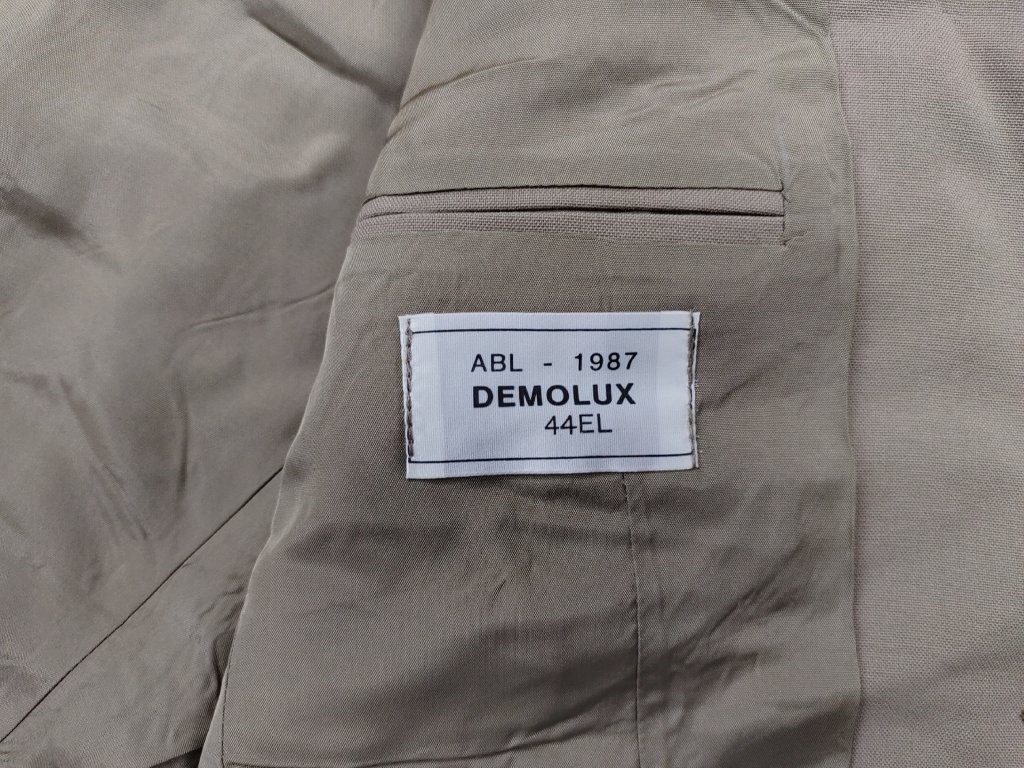 ABL - 1987
DEMOLUX
44EL